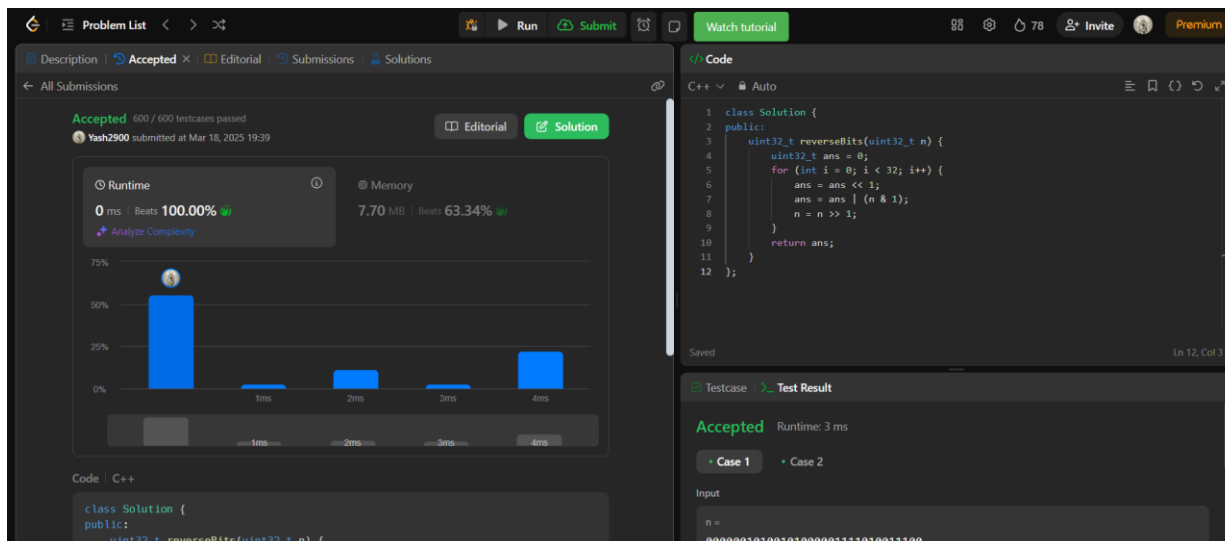 Problem List Run Submit Watch tutorial 78 Invite Premium
Description Accepted Editorial Submissions Solutions
All Submissions
Accepted 600 / 600 testcases passed
Yash2900 submitted at Mar 18, 2025 19:39
Editorial Solution
Runtime
0 ms Beats 100.00%
Analyze Complexity
Memory
7.70 MB Beats 63.34%
75%
50%
25%
0%
1ms 2ms 3ms 4ms
1ms 2ms 3ms 4ms
Code C++
class Solution {
public:
uint32_t reverseBits(uint32_t n) {
</> Code
C++ Auto
1 class Solution {
2 public:
3 uint32_t reverseBits(uint32_t n) {
4 uint32_t ans = 0;
5 for (int i = 0; i < 32; i++) {
6 ans = ans << 1;
7 ans = ans | (n & 1);
8 n = n >> 1;
9 }
10 return ans;
11 }
12 };
Saved Ln 12, Col 3
Testcase >_ Test Result
Accepted Runtime: 3 ms
• Case 1 • Case 2
Input
n =